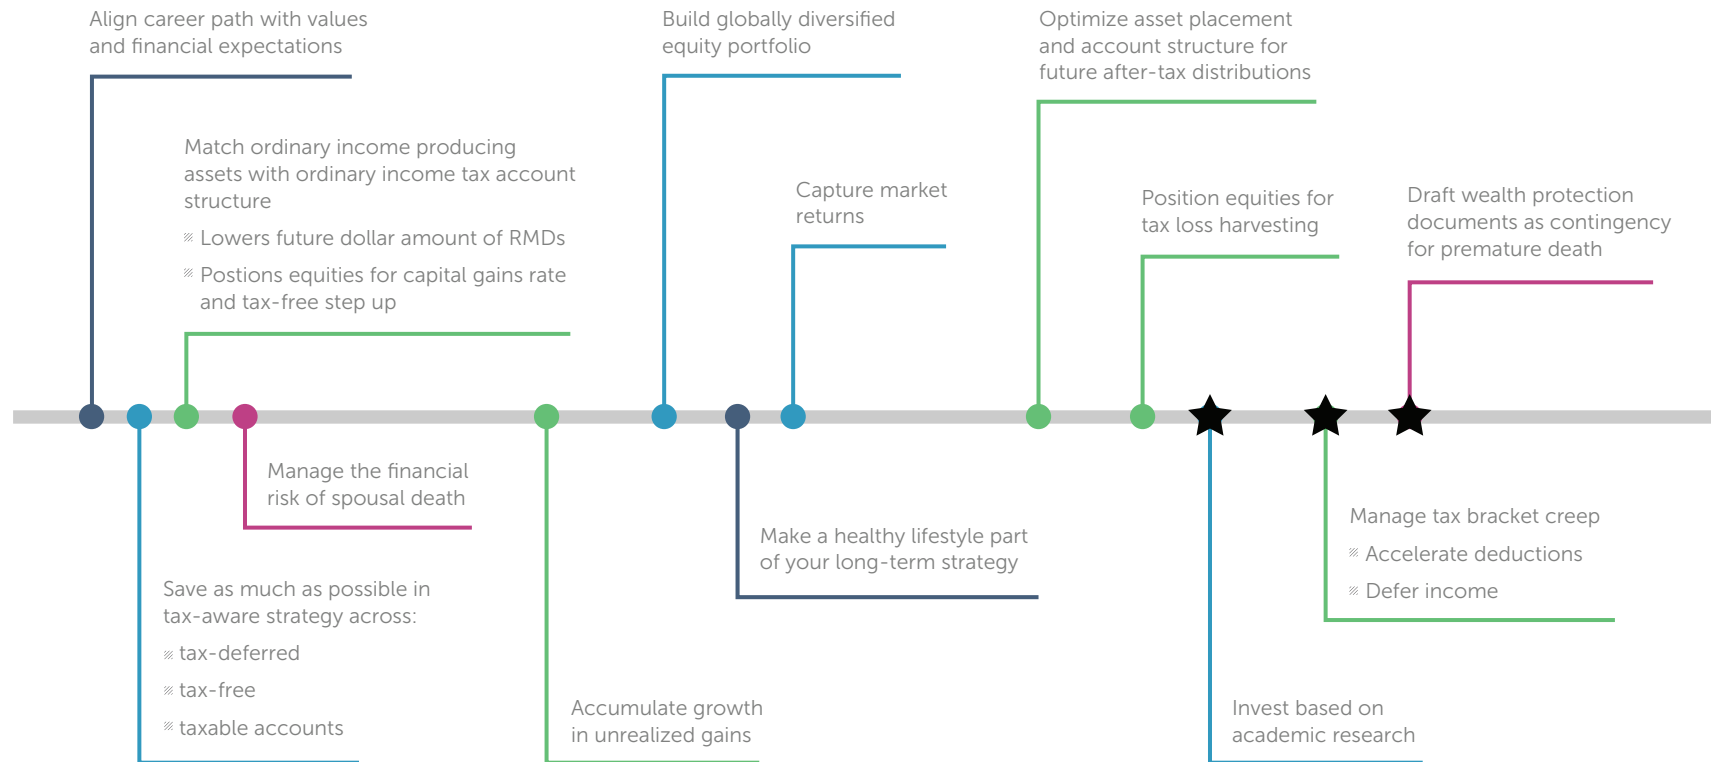 Align career path with values
and financial expectations
Build globally diversified
equity portfolio
Optimize asset placement
and account structure for
future after-tax distributions
Match ordinary income producing
assets with ordinary income tax account
structure
Lowers future dollar amount of RMDs
Postions equities for capital gains rate
and tax-free step up
Capture market
returns
Position equities for
tax loss harvesting
Draft wealth protection
documents as contingency
for premature death
Manage the financial
risk of spousal death
Save as much as possible in
tax-aware strategy across:
tax-deferred
tax-free
taxable accounts
Accumulate growth
in unrealized gains
Make a healthy lifestyle part
of your long-term strategy
Invest based on
academic research
Manage tax bracket creep
Accelerate deductions
Defer income